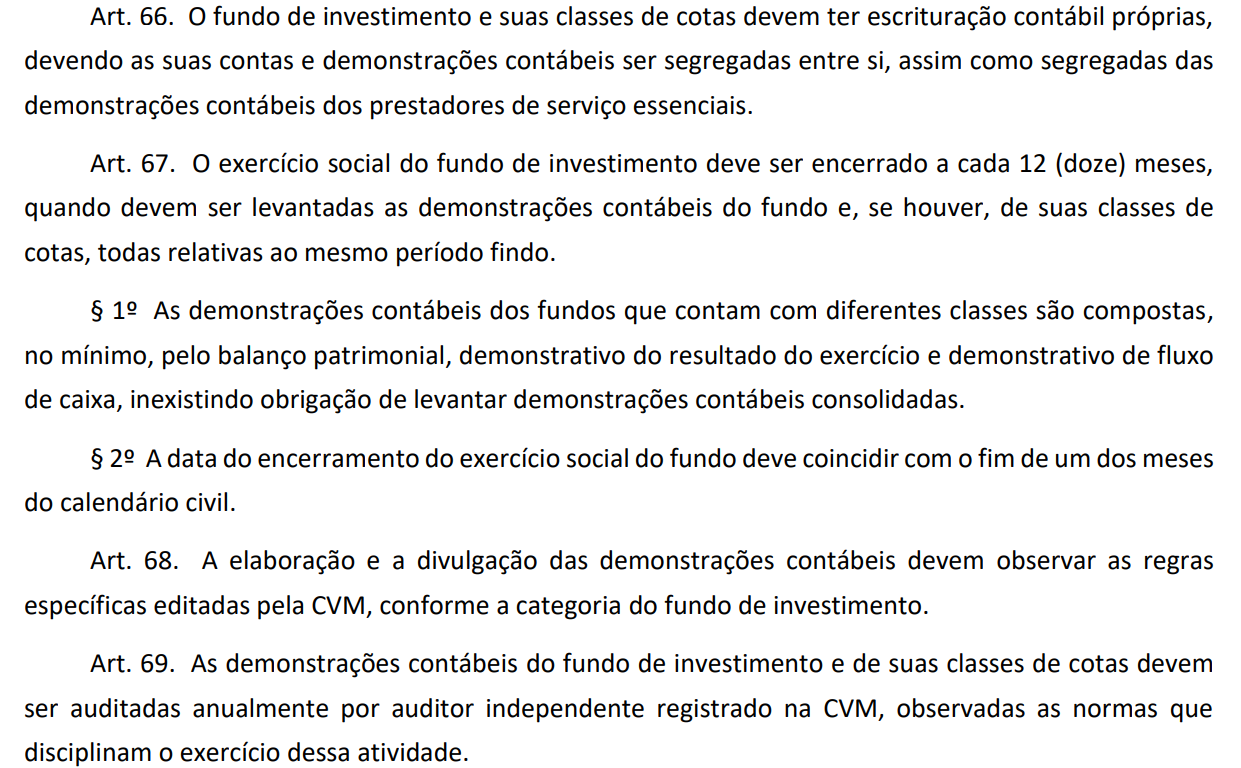 Art. 66. O fundo de investimento e suas classes de cotas devem ter escrituração contábil próprias,
devendo as suas contas e demonstrações contábeis ser segregadas entre si, assim como segregadas das
demonstrações contábeis dos prestadores de serviço essenciais.
Art. 67. O exercício social do fundo de investimento deve ser encerrado a cada 12 (doze) meses,
quando devem ser levantadas as demonstrações contábeis do fundo e, se houver, de suas classes de
cotas, todas relativas ao mesmo período findo.
§ 1º As demonstrações contábeis dos fundos que contam com diferentes classes são compostas,
no mínimo, pelo balanço patrimonial, demonstrativo do resultado do exercício e demonstrativo de fluxo
de caixa, inexistindo obrigação de levantar demonstrações contábeis consolidadas.
§ 2º A data do encerramento do exercício social do fundo deve coincidir com o fim de um dos meses
do calendário civil.
Art. 68. A elaboração e a divulgação das demonstrações contábeis devem observar as regras
específicas editadas pela CVM, conforme a categoria do fundo de investimento.
Art. 69. As demonstrações contábeis do fundo de investimento e de suas classes de cotas devem
ser auditadas anualmente por auditor independente registrado na CVM, observadas as normas que
disciplinam o exercício dessa atividade.